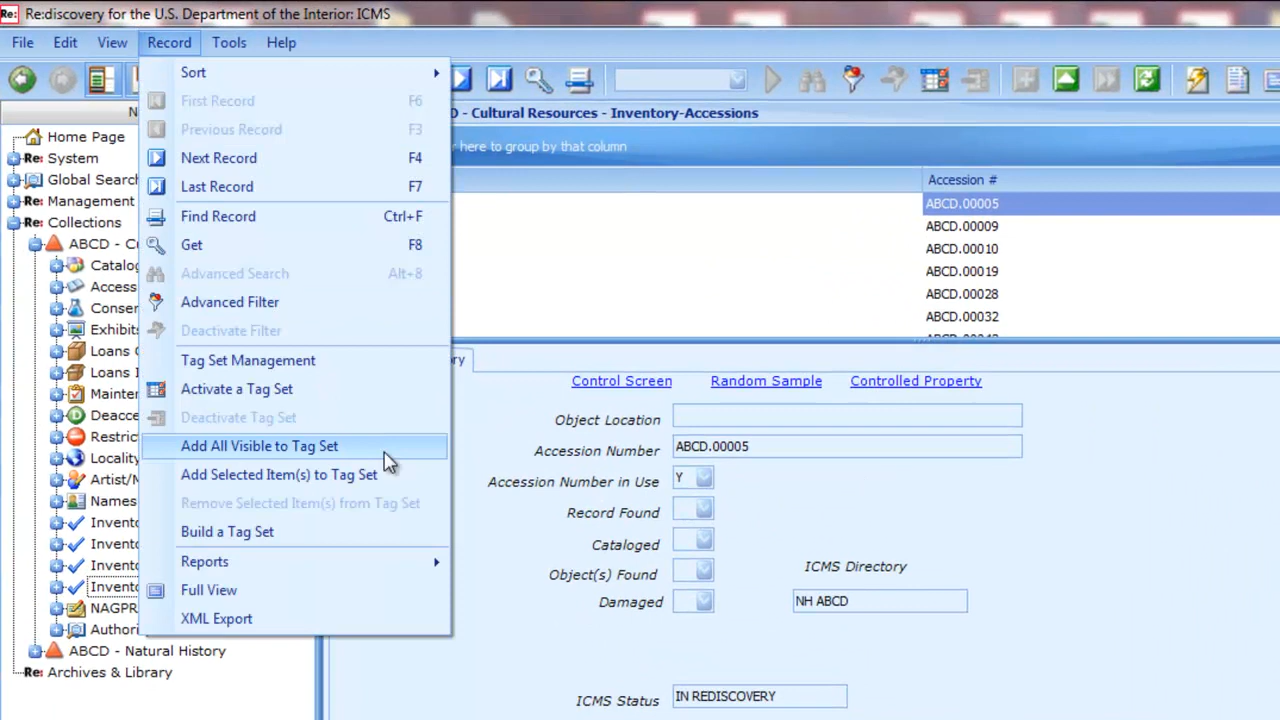 Re: Re:discovery for the U.S. Department of the Interior: ICMS
File Edit View Record Tools Help
D - Cultural Resources - Inventory-Accessions
here to group by that column
Accession #
ABCD.00005
ABCD.00009
ABCD.00010
ABCD.00019
ABCD.00028
ABCD.00032
N
Home Page
Re: System
Global Searc
Re: Management
Re: Collections
ABCD - C
Catalog
Access
Conser
Exhibits
Loans
Loans
Mainte
D Deacce
Restric
Locality
Artist/M
Names
Invento
Invento
Invento
Invento
NAGPR
Authori
ABCD - Natural History
Re: Archives & Library
Sort
First Record F6
Previous Record F3
Next Record F4
Last Record F7
Find Record Ctrl+F
Get F8
Advanced Search Alt+8
Advanced Filter
Deactivate Filter
Tag Set Management
Activate a Tag Set
Deactivate Tag Set
Add All Visible to Tag Set
Add Selected Item(s) to Tag Set
Remove Selected Item(s) from Tag Set
Build a Tag Set
Reports
Full View
XML Export
ry
Control Screen Random Sample Controlled Property
Object Location
Accession Number ABCD.00005
Accession Number in Use Y
Record Found
Cataloged
Object(s) Found
Damaged
ICMS Directory
NH ABCD
ICMS Status IN REDISCOVERY